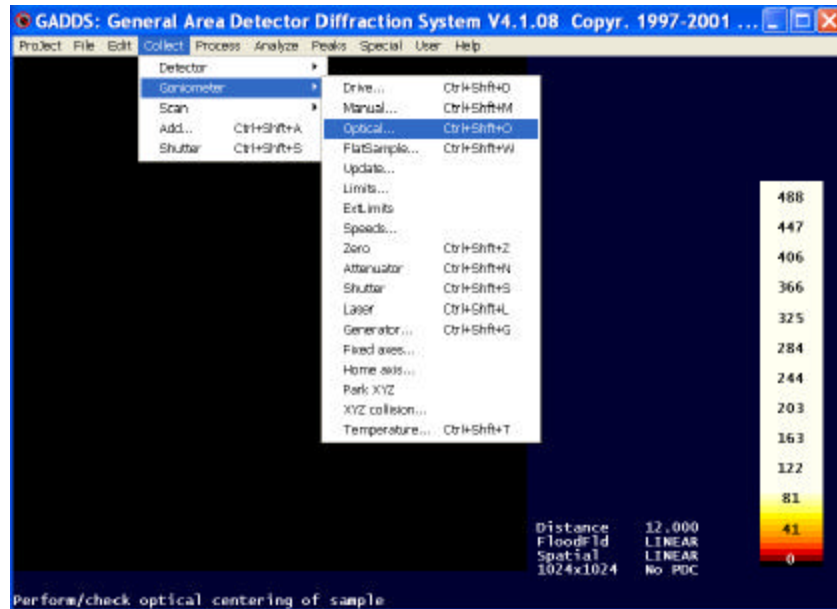 GADDS: General Area Detector Diffraction System V4.1.08 Copyr. 1997-2001 ...
Project File Edit Collect Process Analyze Peaks Special User Help
Detector
Goniometer
Scan
Add... Ctrl+Shft+A
Shutter Ctrl+Shft+S
Drive... Ctrl+Shft+D
Manual... Ctrl+Shft+M
Optical... Ctrl+Shft+O
FlatSample... Ctrl+Shft+W
Update...
Limits...
ExtLimits
Speeds...
Zero Ctrl+Shft+Z
Attenuator Ctrl+Shft+N
Shutter Ctrl+Shft+S
Laser Ctrl+Shft+L
Generator... Ctrl+Shft+G
Fixed axes...
Home axis...
Park XYZ
XYZ collision...
Temperature... Ctrl+Shft+T
488
447
406
366
325
284
244
203
163
122
81
41
0
Distance 12.000
FloodFld LINEAR
Spatial LINEAR
1024x1024 No PDC
Perform/check optical centering of sample